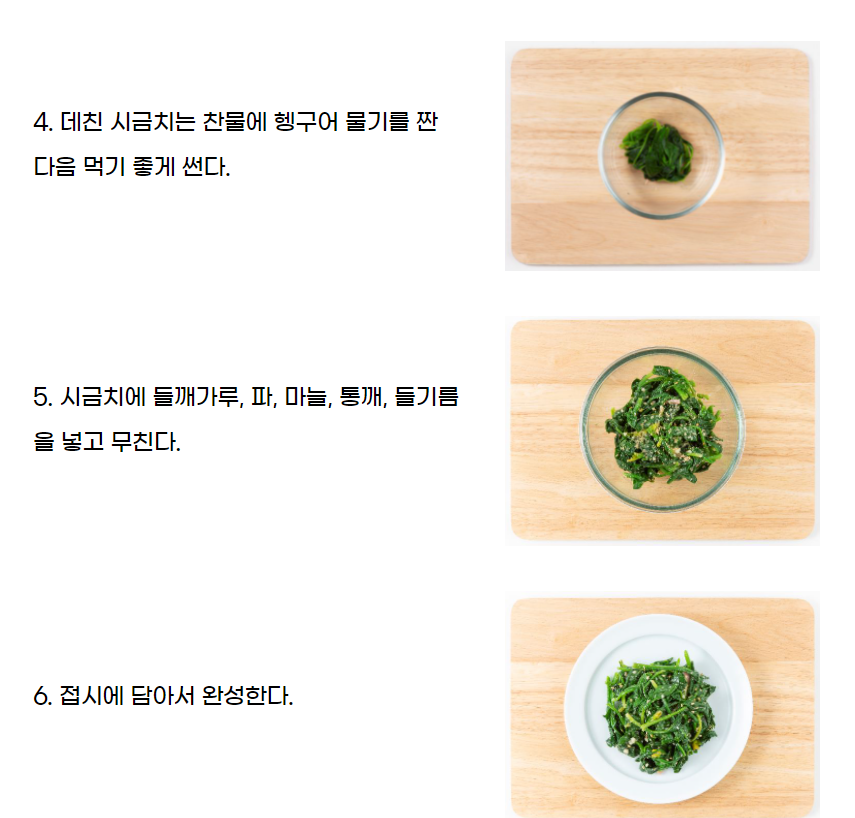 4. 데친 시금치는 찬물에 헹구어 물기를 짠
다음 먹기 좋게 썬다.
5. 시금치에 들깨가루, 파, 마늘, 통깨, 들기름
을 넣고 무친다.
6. 접시에 담아서 완성한다.